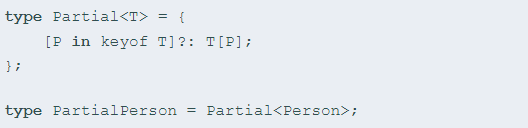 type Partial<T> = {
    [P in keyof T]?: T[P];
};
type PartialPerson = Partial<Person>;